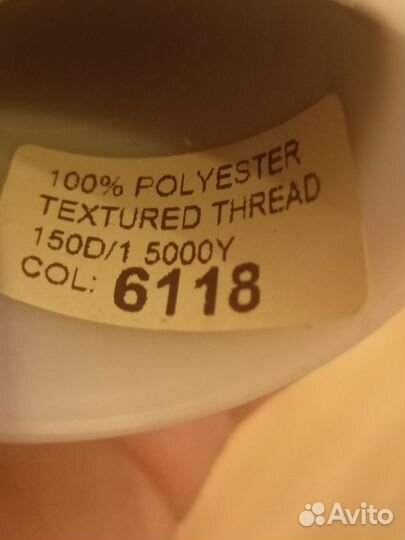 100% POLYESTER
TEXTURED THREAD
150D/1 5000Y
COL: 6118
Avito